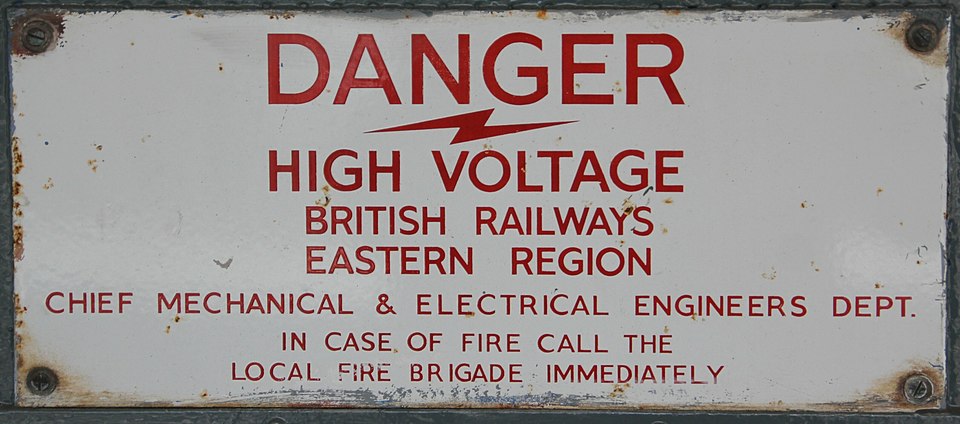 DANGER
HIGH VOLTAGE
BRITISH RAILWAYS
EASTERN REGION
CHIEF MECHANICAL & ELECTRICAL ENGINEERS DEPT.
IN CASE OF FIRE CALL THE
LOCAL FIRE BRIGADE IMMEDIATELY